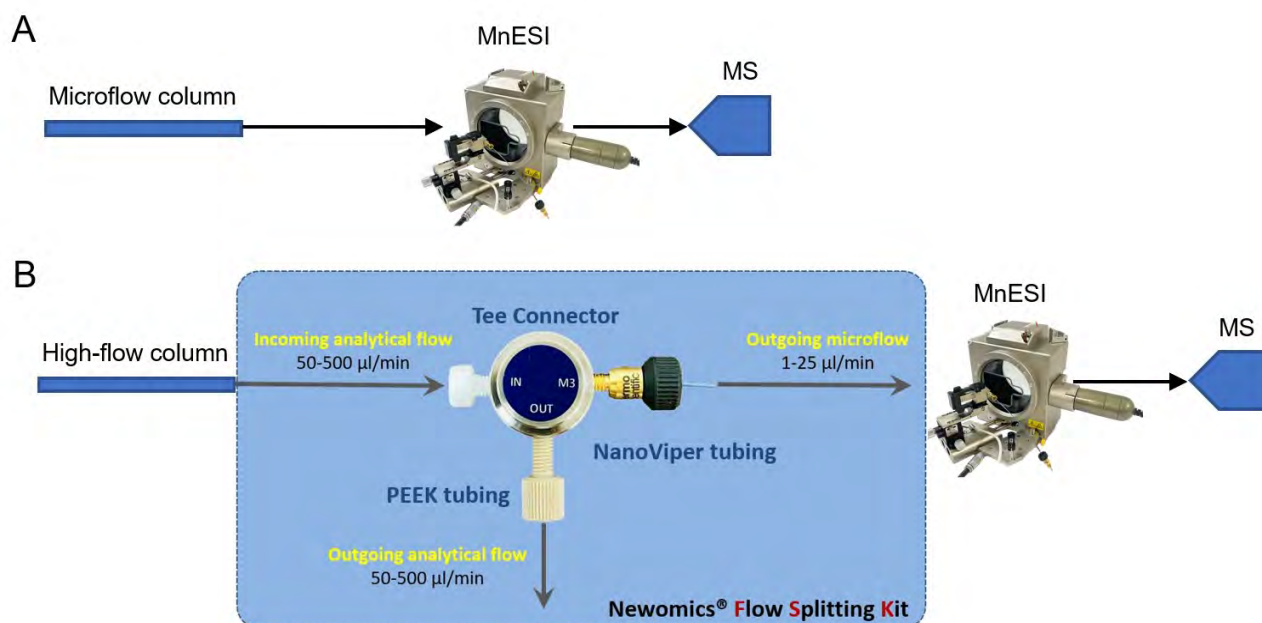 A
MnESI
MS
Microflow column
B
MnESI
MS
Tee Connector
High-flow column
Incoming analytical flow
50-500 µl/min
Outgoing microflow
1-25 µl/min
IN
M3
OUT
NanoViper tubing
PEEK tubing
Outgoing analytical flow
50-500 µl/min
Newomics® Flow Splitting Kit